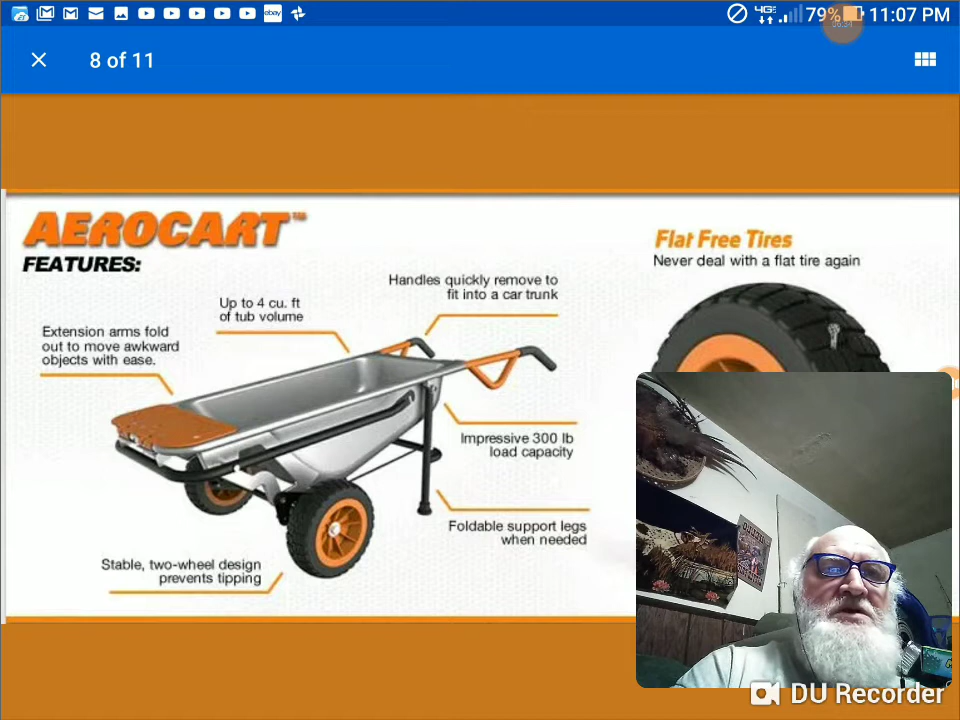 4G
79%
11:07 PM
ebay
8 of 11
AEROCART™
FEATURES:
Flat Free Tires
Never deal with a flat tire again
Handles quickly remove to
fit into a car trunk
Up to 4 cu. ft
of tub volume
Extension arms fold
out to move awkward
objects with ease.
Impressive 300 lb
load capacity
Foldable support legs
when needed
Stable, two-wheel design
prevents tipping
DU Recorder